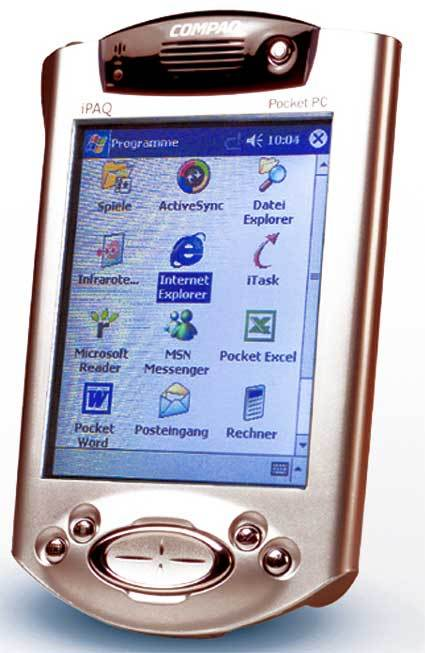 COMPAQ
iPAQ
Pocket PC
Programme
10:04
Spiele
ActiveSync
Datei
Explorer
Infrarote...
Internet
Explorer
iTask
Microsoft
Reader
MSN
Messenger
Pocket Excel
Pocket
Word
Posteingang
Rechner